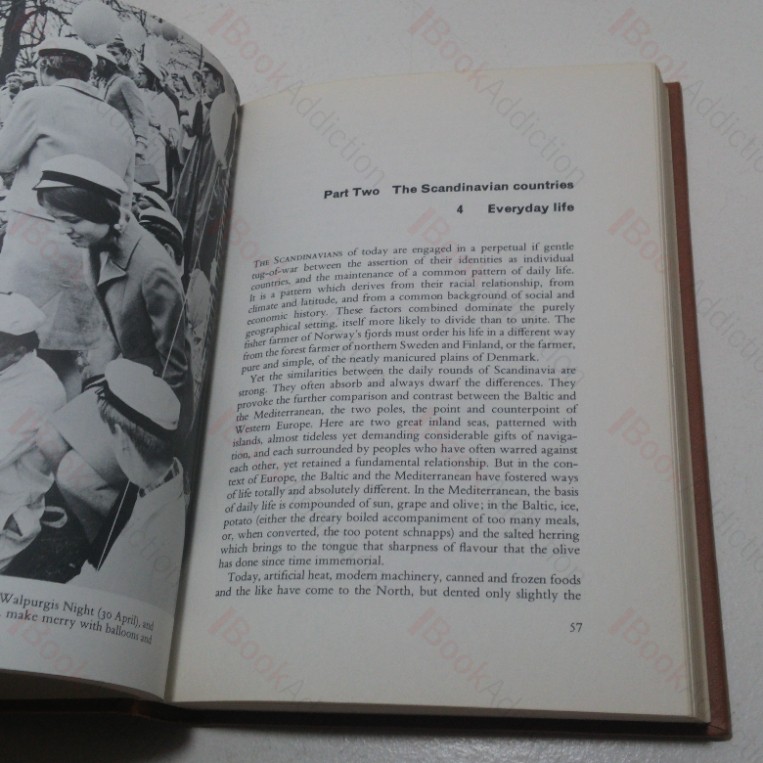 Walpurgis Night (30 April), and
make merry with balloons and
Part Two The Scandinavian countries
4 Everyday life
THE SCANDINAVIANS of today are engaged in a perpetual if gentle
tug-of-war between the assertion of their identities as individual
countries, and the maintenance of a common pattern of daily life.
It is a pattern which derives from their racial relationship, from
climate and latitude, and from a common background of social and
economic history. These factors combined dominate the purely
geographical setting, itself more likely to divide than to unite. The
fisher farmer of Norway's fjords must order his life in a different way
from the forest farmer of northern Sweden and Finland, or the farmer,
pure and simple, of the neatly manicured plains of Denmark.
Yet the similarities between the daily rounds of Scandinavia are
strong. They often absorb and always dwarf the differences. They
provoke the further comparison and contrast between the Baltic and
the Mediterranean, the two poles, the point and counterpoint of
Western Europe. Here are two great inland seas, patterned with
islands, almost tideless yet demanding considerable gifts of naviga-
tion, and each surrounded by peoples who have often warred against
each other, yet retained a fundamental relationship. But in the con-
text of Europe, the Baltic and the Mediterranean have fostered ways
of life totally and absolutely different. In the Mediterranean, the basis
of daily life is compounded of sun, grape and olive; in the Baltic, ice,
potato (either the dreary boiled accompaniment of too many meals,
or, when converted, the too potent schnapps) and the salted herring
which brings to the tongue that sharpness of flavour that the olive
has done since time immemorial.
Today, artificial heat, modern machinery, canned and frozen foods
and the like have come to the North, but dented only slightly the
57
BookAddiction